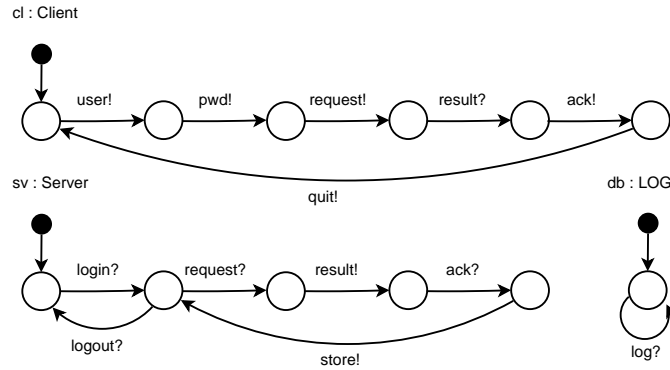 cl : Client
user!
pwd!
request!
result?
ack!
quit!
sv : Server
db : LOG
login?
request?
result!
ack?
logout?
store!
log?